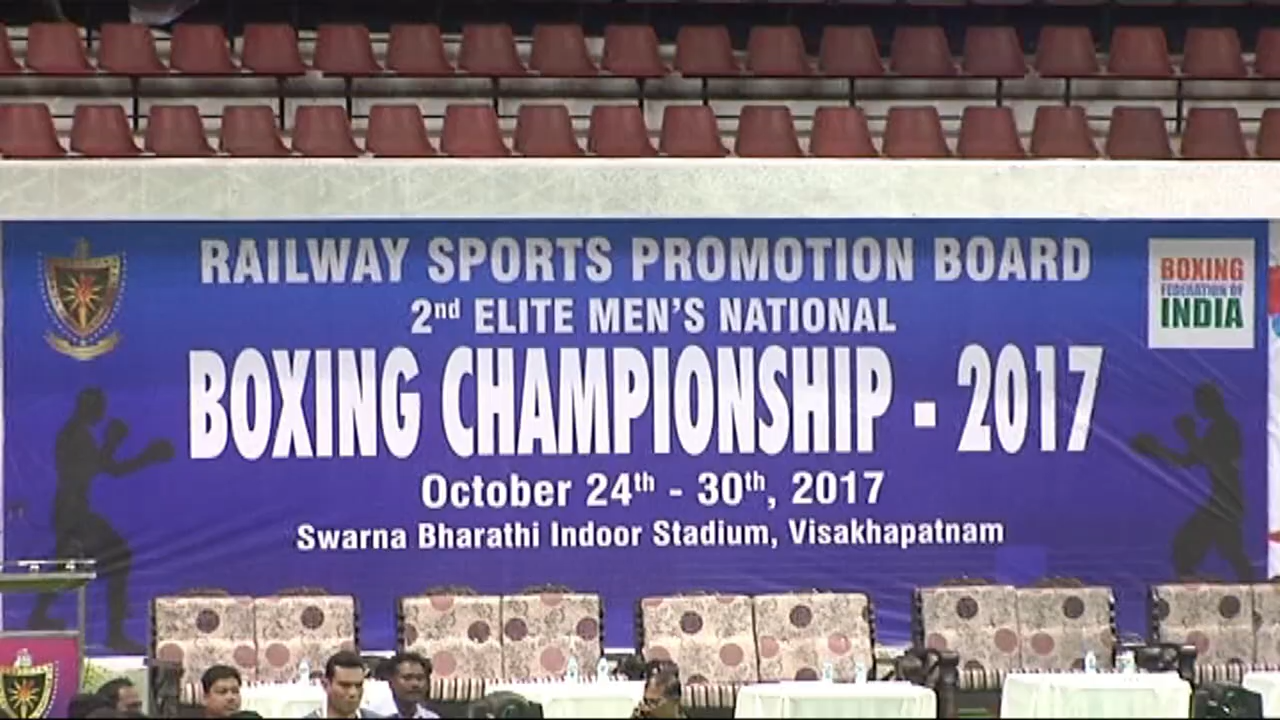 RAILWAY SPORTS PROMOTION BOARD
2nd ELITE MEN'S NATIONAL
BOXING CHAMPIONSHIP - 2017
October 24th - 30th, 2017
Swarna Bharathi Indoor Stadium, Visakhapatnam
BOXING
FEDERATION OF
INDIA